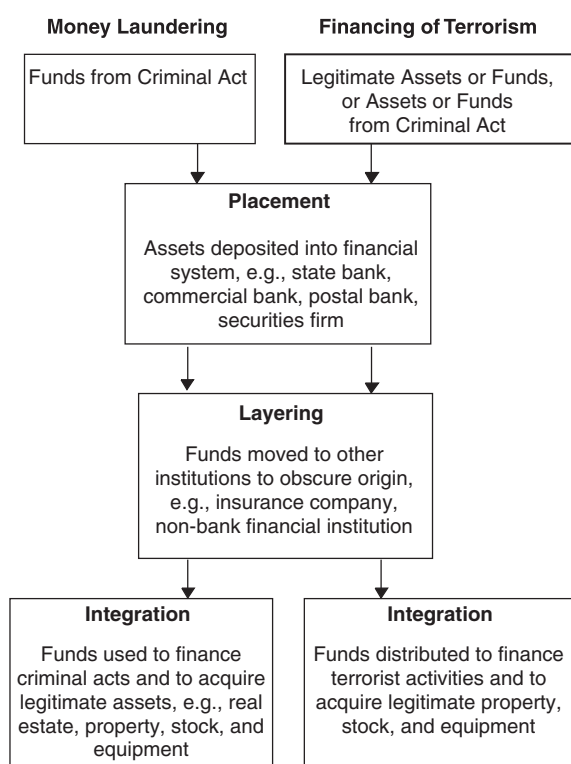 Money Laundering
Financing of Terrorism
Funds from Criminal Act
Legitimate Assets or Funds,
or Assets or Funds
from Criminal Act
Placement
Assets deposited into financial
system, e.g., state bank,
commercial bank, postal bank,
securities firm
Layering
Funds moved to other
institutions to obscure origin,
e.g., insurance company,
non-bank financial institution
Integration
Funds used to finance
criminal acts and to acquire
legitimate assets, e.g., real
estate, property, stock, and
equipment
Integration
Funds distributed to finance
terrorist activities and to
acquire legitimate property,
stock, and equipment